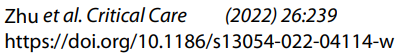 Zhu et al. Critical Care (2022) 26:239
https://doi.org/10.1186/s13054-022-04114-w